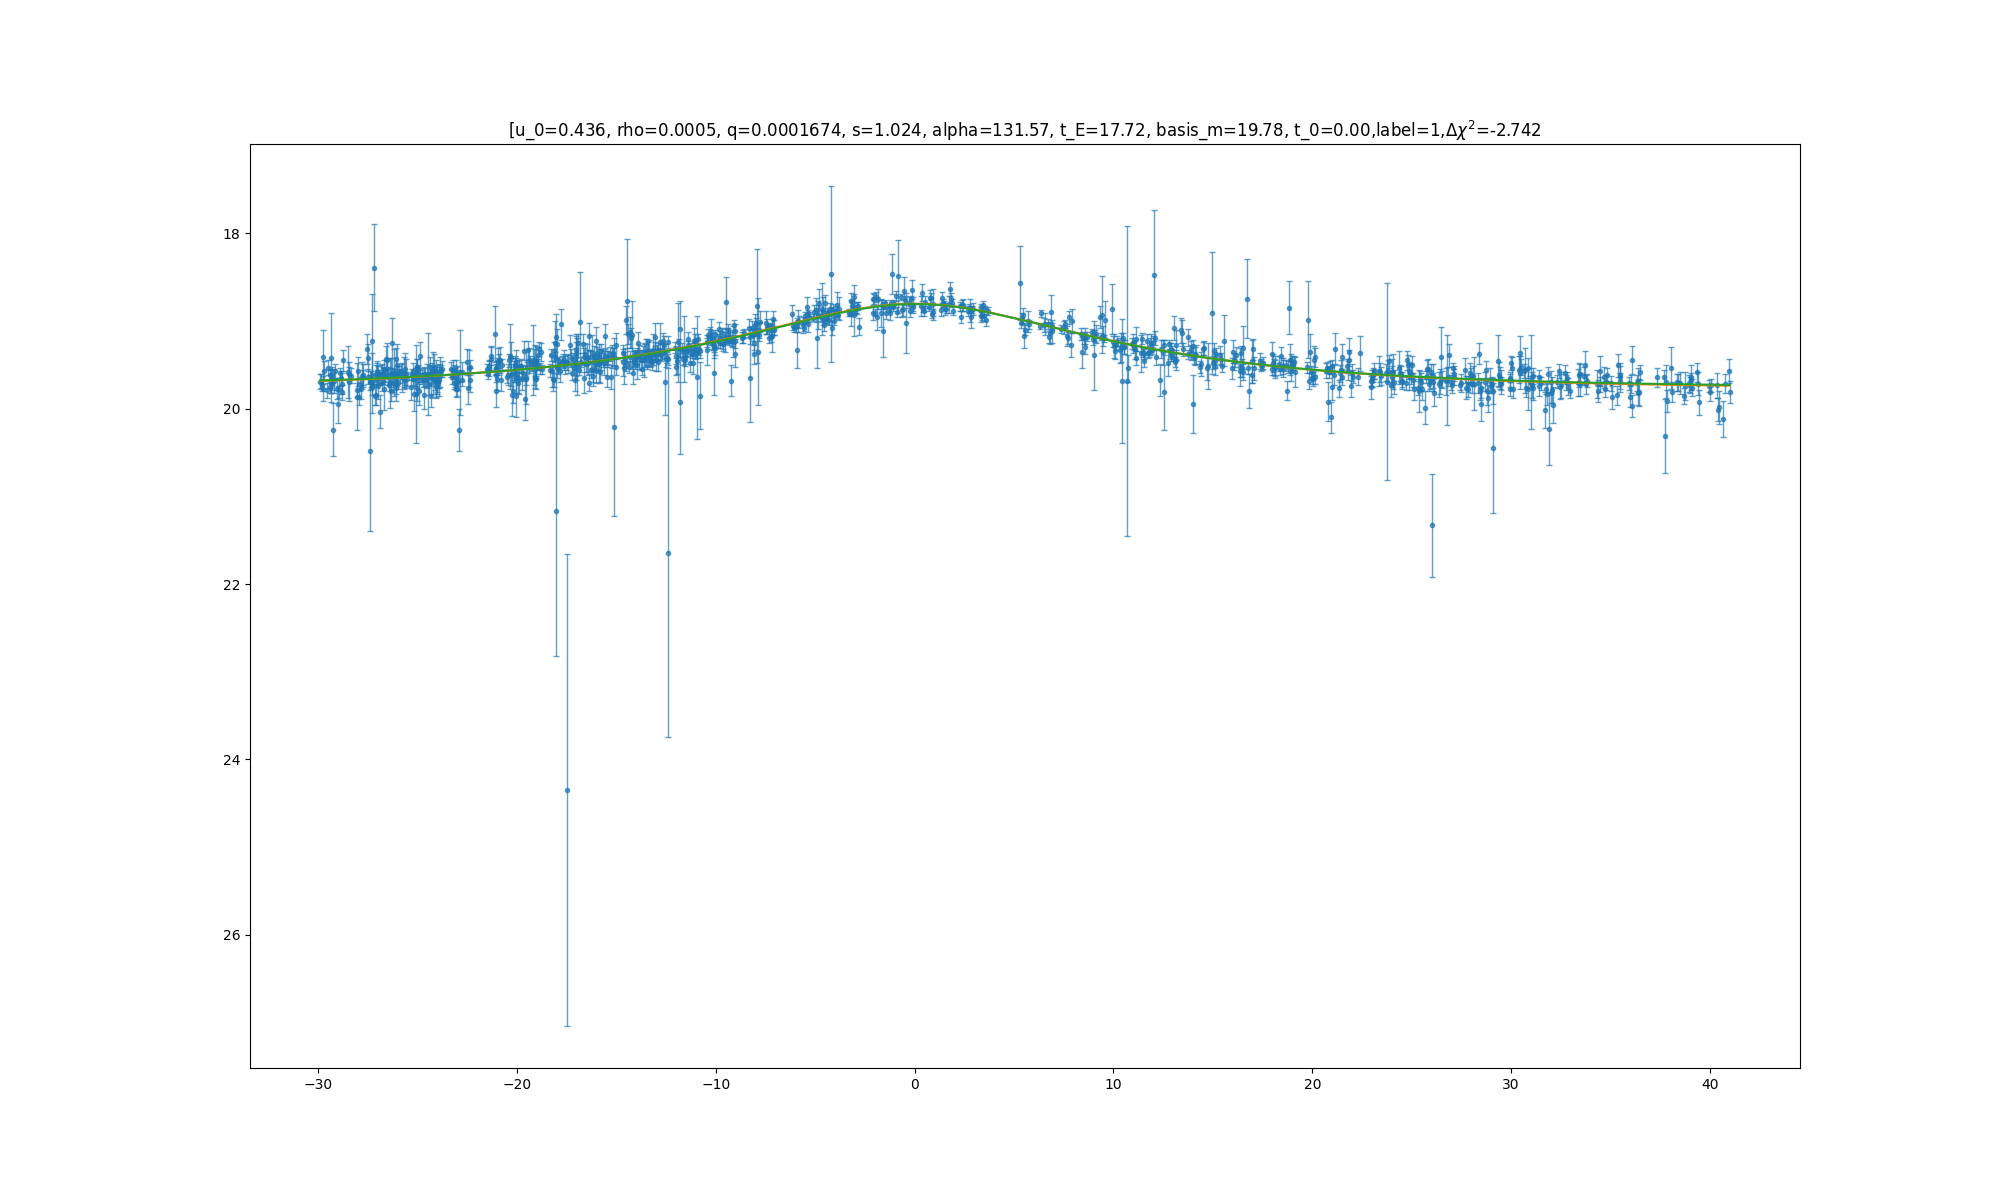 [u_0=0.436, rho=0.0005, q=0.0001674, s=1.024, alpha=131.57, t_E=17.72, basis_m=19.78, t_0=0.00,label=1,Δχ²=-2.742
18
20
22
24
26
−30 −20 −10 0 10 20 30 40